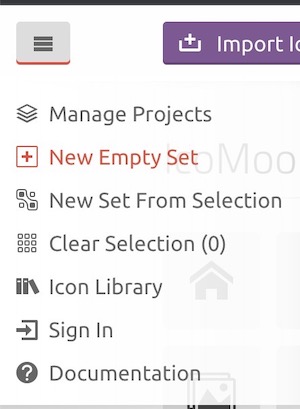 Import Ic
Manage Projects
New Empty Set
IcoMoo
New Set From Selection
Clear Selection (0)
Icon Library
Sign In
Documentation